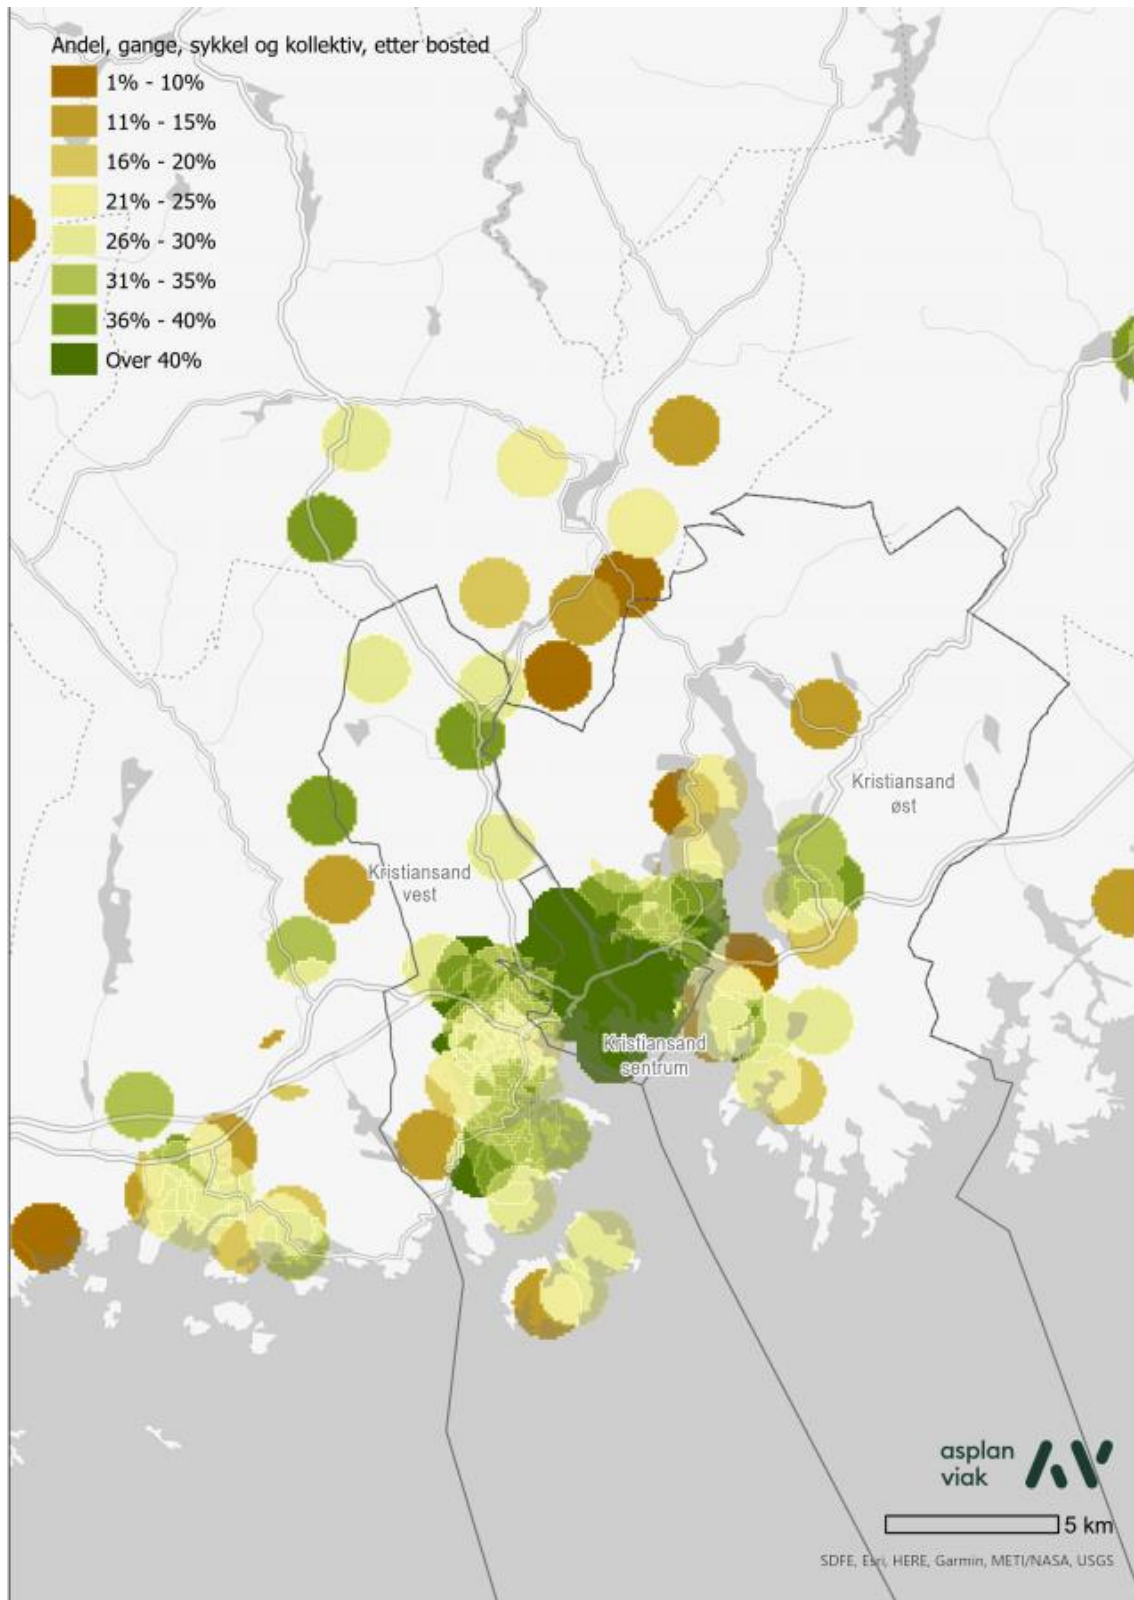 Andel, gange, sykkel og kollektiv, etter bosted
1% - 10%
11% - 15%
16% - 20%
21% - 25%
26% - 30%
31% - 35%
36% - 40%
Over 40%
Kristiansand
øst
Kristiansand
vest
Kristiansand
sentrum
asplan
viak
5 km
SDFE, Esri, HERE, Garmin, METI/NASA, USGS